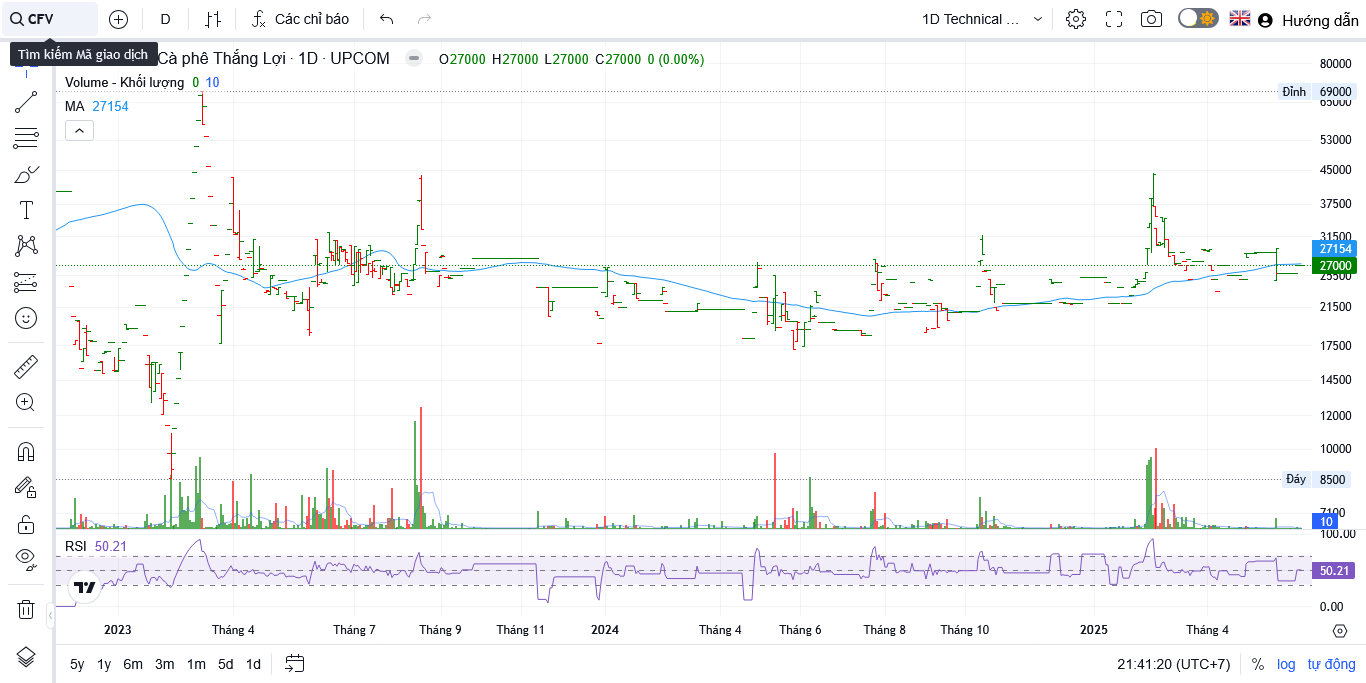 CFV D Các chỉ báo 1D Technical ... Hướng dẫn
Tìm kiếm Mã giao dịch
Cà phê Thắng Lợi · 1D · UPCOM O27000 H27000 L27000 C27000 0 (0.00%)
Volume - Khối lượng 0 10
MA 27154
80000
Đỉnh 69000
65000
53000
45000
37500
31500
27154
27000
25500
21500
17500
14500
12000
10000
Đáy 8500
7100
10
100.00
RSI 50.21
50.21
0.00
2023 Tháng 4 Tháng 7 Tháng 9 Tháng 11 2024 Tháng 4 Tháng 6 Tháng 8 Tháng 10 2025 Tháng 4
5y 1y 6m 3m 1m 5d 1d 21:41:20 (UTC+7) % log tự động